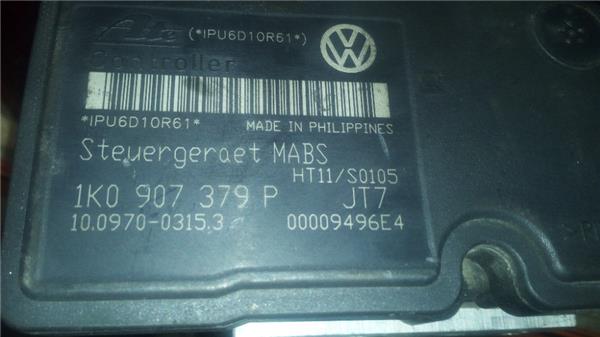 Ate (*IPU6D10R61*)
Controller
*IPU6D10R61* MADE IN PHILIPPINES
Steuergeraet MABS
HT11/S0105
1K0 907 379 P JT7
10.0970-0315.3 00009496E4